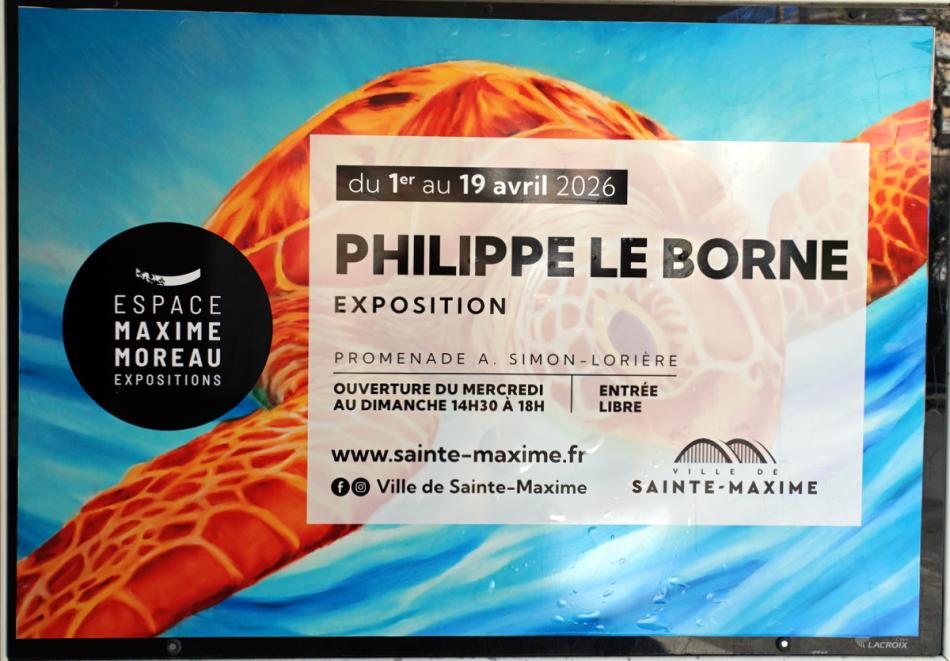 du 1er au 19 avril 2026
PHILIPPE LE BORNE
EXPOSITION
ESPACE
MAXIME
MOREAU
EXPOSITIONS
PROMENADE A. SIMON-LORIÈRE
OUVERTURE DU MERCREDI
AU DIMANCHE 14H30 À 18H
ENTRÉE
LIBRE
www.sainte-maxime.fr
Ville de Sainte-Maxime
VILLE DE
SAINTE-MAXIME
LACROIX